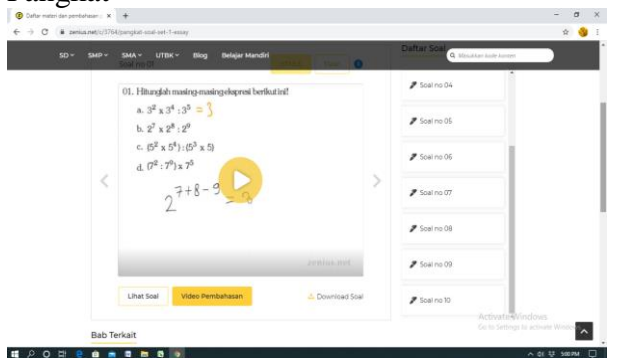 Pangkat
Daftar materi dan pembahasan
zenius.net/c/3764/pangkat-soal-set-1-essay
SD SMP SMA UTBK Blog Belajar Mandiri
Daftar Soal
Masukkan kode konten
Soal no 01
01. Hitunglah masing-masing ekspresi berikut ini!
a. 3² x 3⁴ : 3⁵ = 3
b. 2⁷ x 2⁸ : 2⁹
c. (5² x 5⁴) : (5³ x 5)
d. (7² : 7⁹) x 7⁵
2⁷⁺⁸⁻⁹ =
zenius.net
Lihat Soal
Video Pembahasan
Download Soal
Soal no 04
Soal no 05
Soal no 06
Soal no 07
Soal no 08
Soal no 09
Soal no 10
Bab Terkait
Activate Windows
Go to Settings to activate Windows
5:00 PM